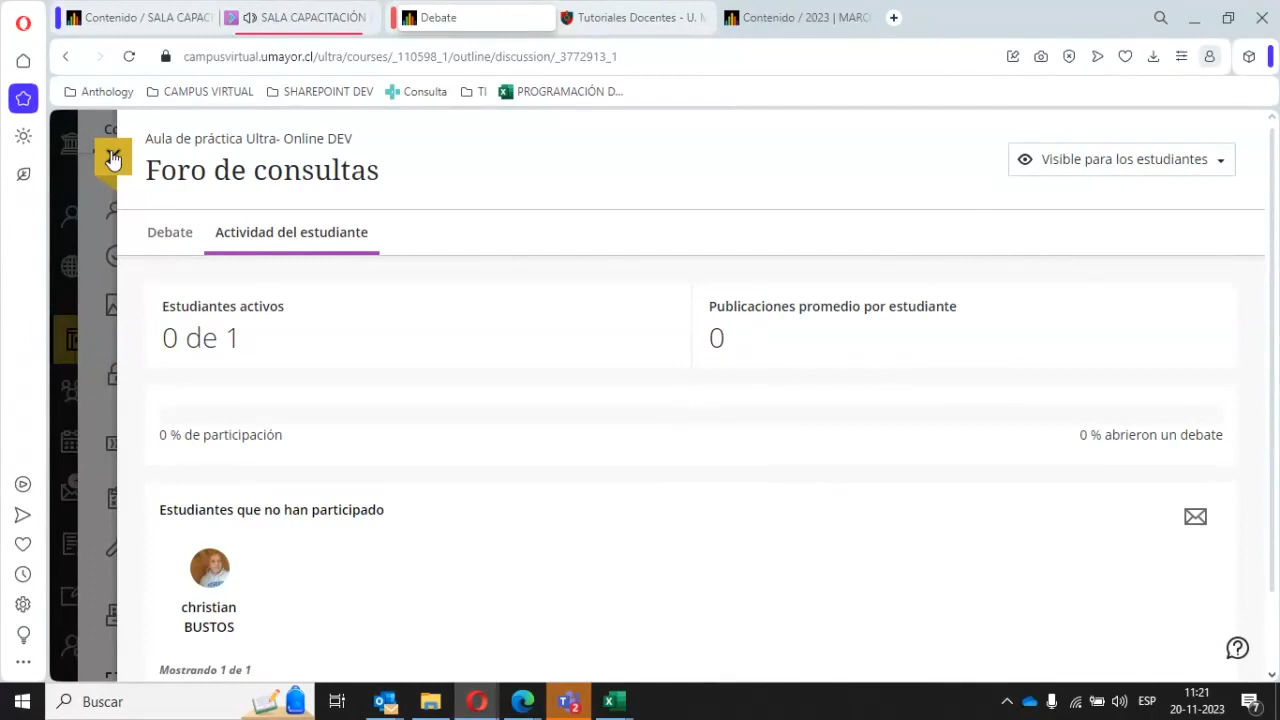 Contenido / SALA CAPAC
SALA CAPACITACIÓN
Debate
Tutoriales Docentes - U. M
Contenido / 2023 | MARC
campusvirtual.umayor.cl/ultra/courses/_110598_1/outline/discussion/_3772913_1
Anthology
CAMPUS VIRTUAL
SHAREPOINT DEV
Consulta
TI
PROGRAMACIÓN D...
Aula de práctica Ultra- Online DEV
Foro de consultas
Visible para los estudiantes
Debate
Actividad del estudiante
Estudiantes activos
0 de 1
Publicaciones promedio por estudiante
0
0 % de participación
0 % abrieron un debate
Estudiantes que no han participado
christian
BUSTOS
Mostrando 1 de 1
Buscar
ESP
11:21
20-11-2023
7